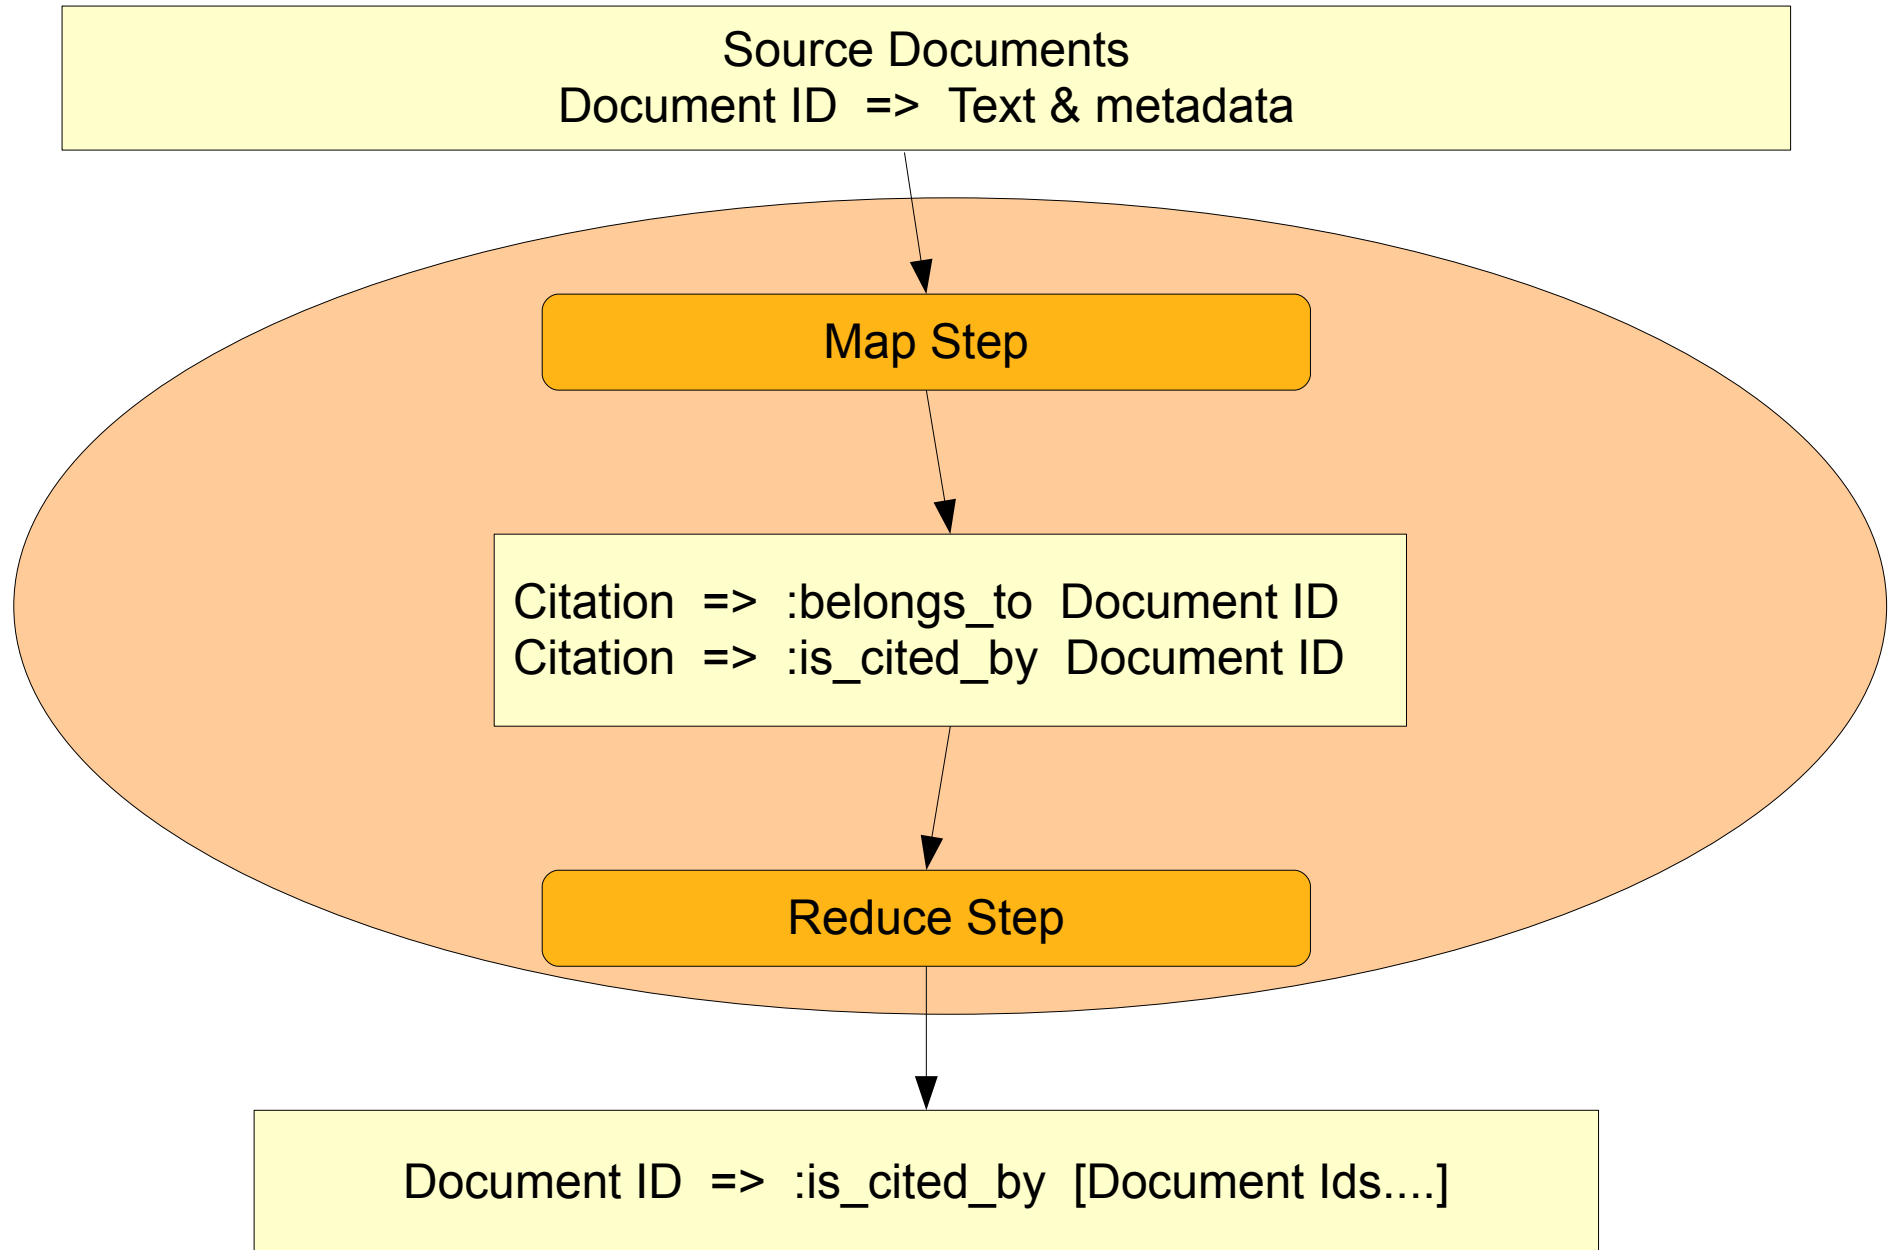 Source Documents
Document ID => Text & metadata
Map Step
Citation => :belongs_to Document ID
Citation => :is_cited_by Document ID
Reduce Step
Document ID => :is_cited_by [Document Ids....]